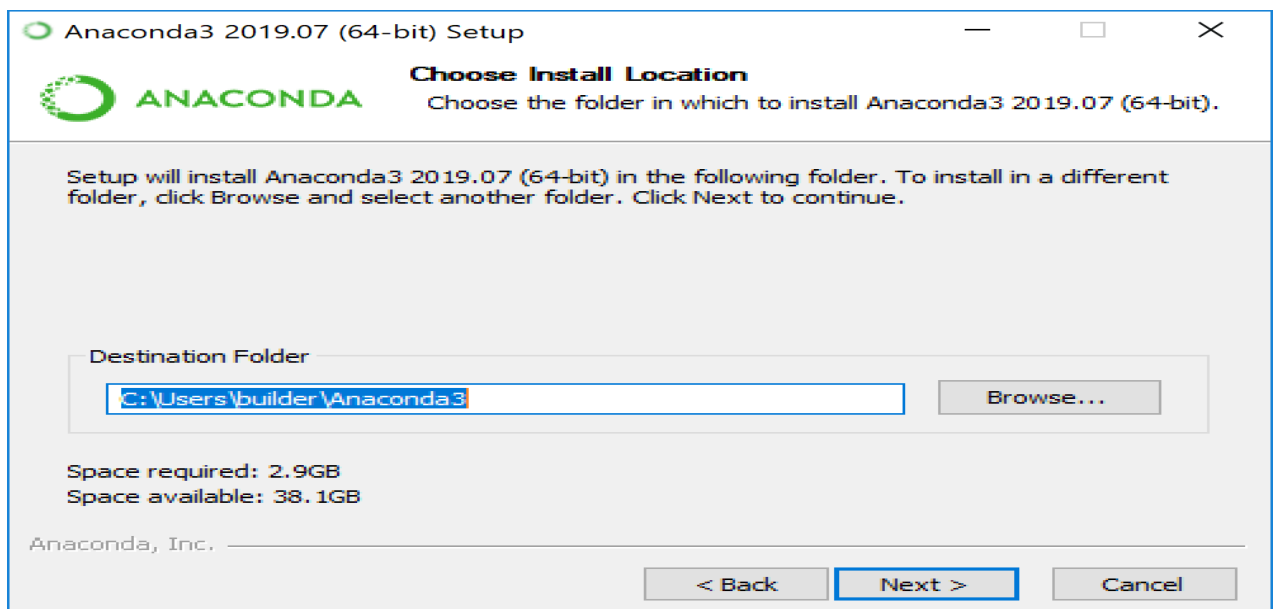 Anaconda3 2019.07 (64-bit) Setup
ANACONDA
Choose Install Location
Choose the folder in which to install Anaconda3 2019.07 (64-bit).
Setup will install Anaconda3 2019.07 (64-bit) in the following folder. To install in a different
folder, click Browse and select another folder. Click Next to continue.
Destination Folder
C:\Users\builder\Anaconda3
Browse...
Space required: 2.9GB
Space available: 38.1GB
Anaconda, Inc.
< Back
Next >
Cancel